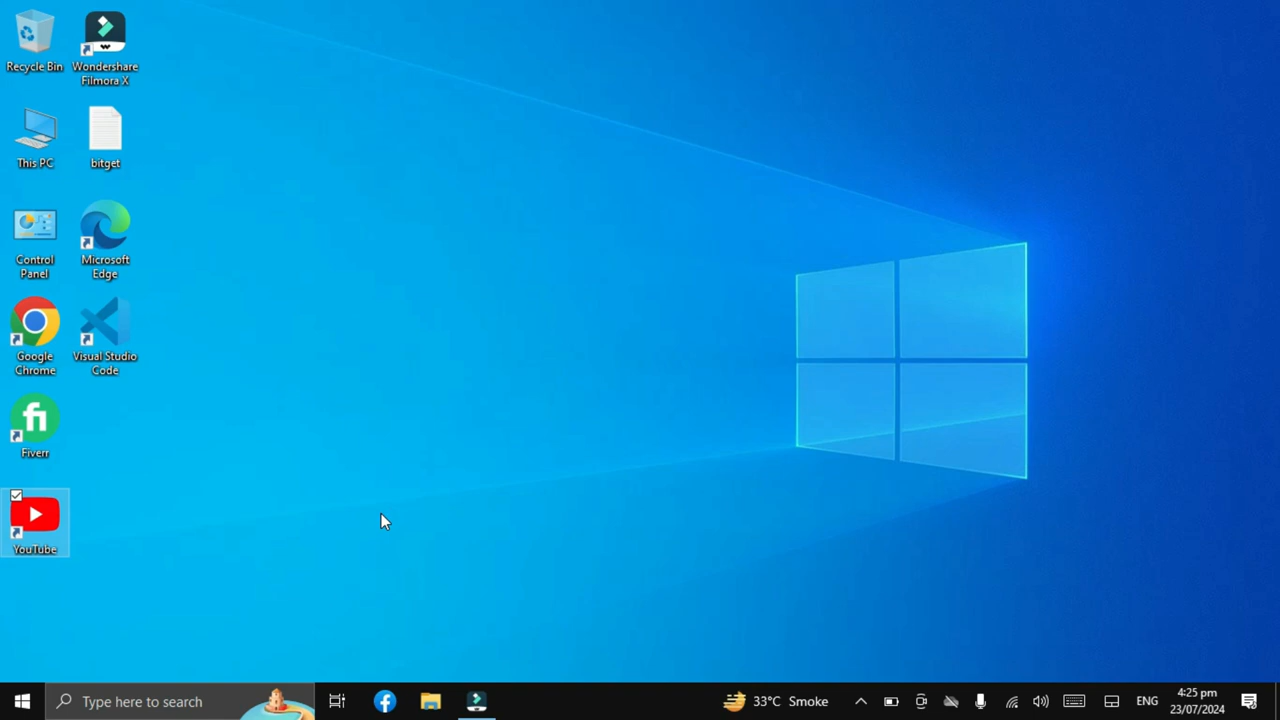 Recycle Bin
Wondershare
Filmora X
This PC
bitget
Control
Panel
Microsoft
Edge
Google
Chrome
Visual Studio
Code
fi
Fiverr
YouTube
Type here to search
33°C Smoke
ENG
4:25 pm
23/07/2024